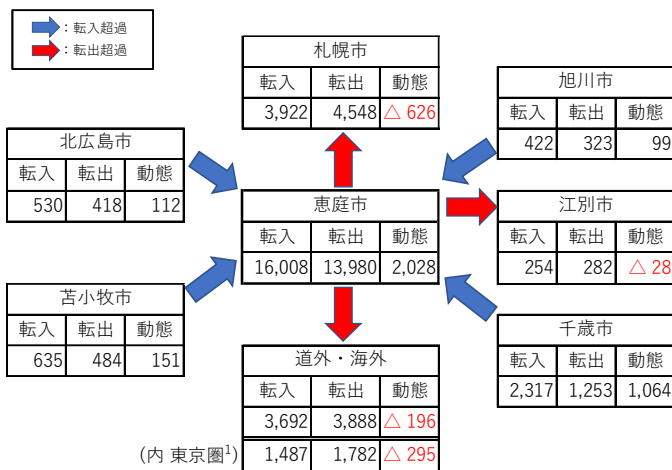 ：転入超過
：転出超過
札幌市
転入 転出 動態
3,922 4,548 △ 626
旭川市
転入 転出 動態
422 323 99
北広島市
転入 転出 動態
530 418 112
恵庭市
転入 転出 動態
16,008 13,980 2,028
江別市
転入 転出 動態
254 282 △ 28
苫小牧市
転入 転出 動態
635 484 151
千歳市
転入 転出 動態
2,317 1,253 1,064
道外・海外
転入 転出 動態
3,692 3,888 △ 196
(内 東京圏¹) 1,487 1,782 △ 295